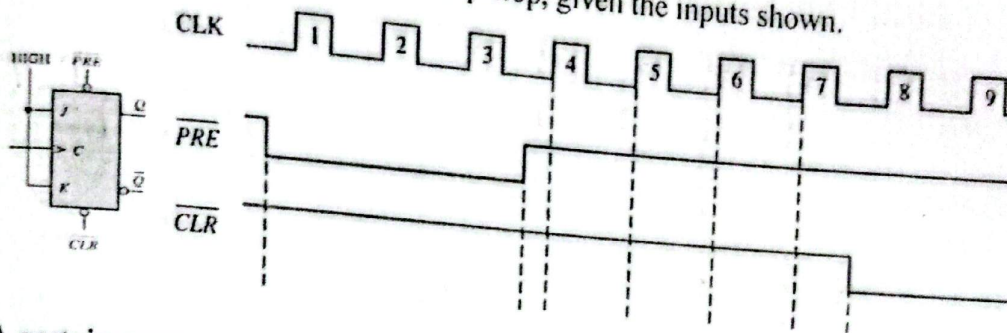 given the inputs shown.
CLK
1 2 3 4 5 6 7 8 9
HIGH
PRE
J
Q
C
K
Q
CLR
PRE
CLR